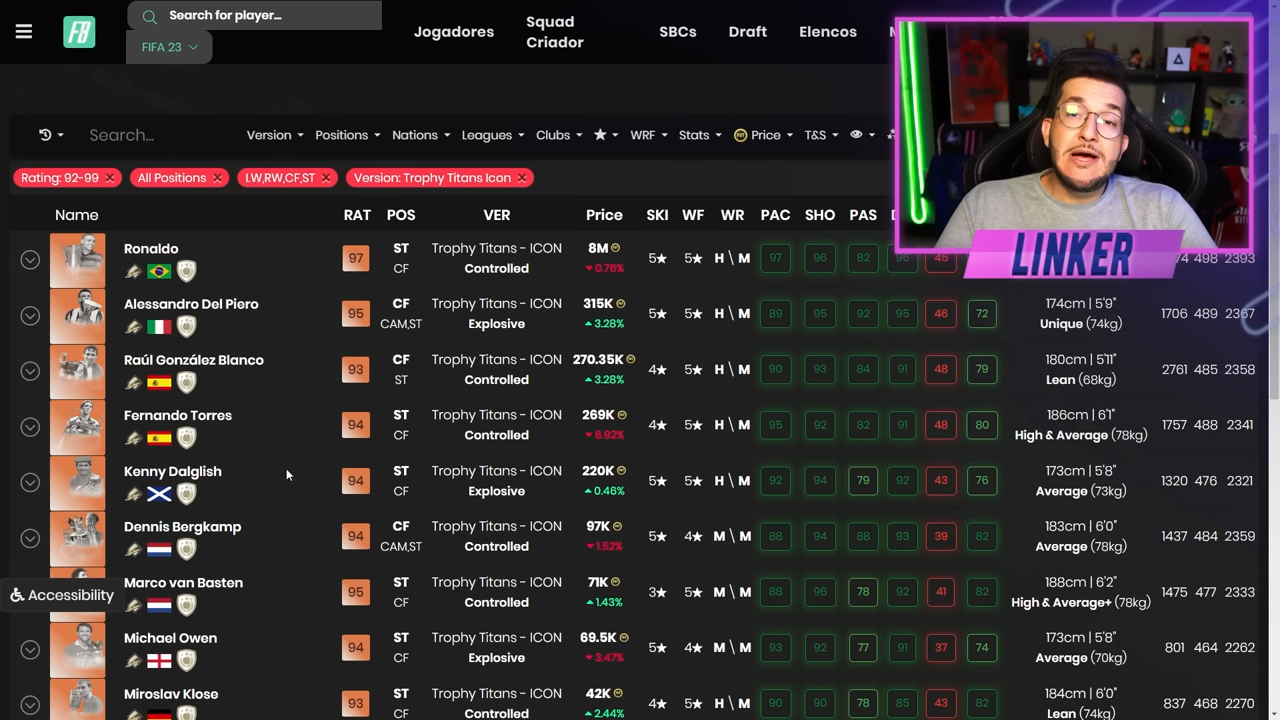 F8
Search for player...
FIFA 23
Jogadores
Squad Criador
SBCs
Draft
Elencos
Search...
Version
Positions
Nations
Leagues
Clubs
WRF
Stats
Price
T&S
Rating: 92-99
All Positions
LW,RW,CF,ST
Version: Trophy Titans Icon
LINKER
Name RAT POS VER Price SKI WF WR PAC SHO PAS
Ronaldo 97 ST Trophy Titans - ICON 8M 5★ 5★ H \ M 97 96 82 96 45 498 2393
CF Controlled 0.76%
Alessandro Del Piero 95 CF Trophy Titans - ICON 315K 5★ 5★ H \ M 89 95 92 95 46 72 174cm | 5'9" 1706 489 2367
CAM,ST Explosive 3.28% Unique (74kg)
Raúl González Blanco 93 CF Trophy Titans - ICON 270.35K 4★ 5★ H \ M 90 93 84 91 48 79 180cm | 5'11" 2761 485 2358
ST Controlled 3.28% Lean (68kg)
Fernando Torres 94 ST Trophy Titans - ICON 269K 4★ 5★ H \ M 95 92 82 91 48 80 186cm | 6'1" 1757 488 2341
CF Controlled 6.92% High & Average (78kg)
Kenny Dalglish 94 ST Trophy Titans - ICON 220K 5★ 5★ H \ M 92 94 79 92 43 76 173cm | 5'8" 1320 476 2321
CF Explosive 0.46% Average (73kg)
Dennis Bergkamp 94 CF Trophy Titans - ICON 97K 5★ 4★ M \ M 88 94 88 93 39 82 183cm | 6'0" 1437 484 2359
CAM,ST Controlled 1.52% Average (78kg)
Accessibility
Marco van Basten 95 ST Trophy Titans - ICON 71K 3★ 5★ M \ M 88 96 78 92 41 82 188cm | 6'2" 1475 477 2333
CF Controlled 1.43% High & Average+ (78kg)
Michael Owen 94 ST Trophy Titans - ICON 69.5K 5★ 4★ M \ M 93 92 77 91 37 74 173cm | 5'8" 801 464 2262
CF Explosive 3.47% Average (70kg)
Miroslav Klose 93 ST Trophy Titans - ICON 42K 4★ 5★ H \ M 90 90 78 85 43 82 184cm | 6'0" 837 468 2270
CF Controlled 2.44% Lean (74kg)